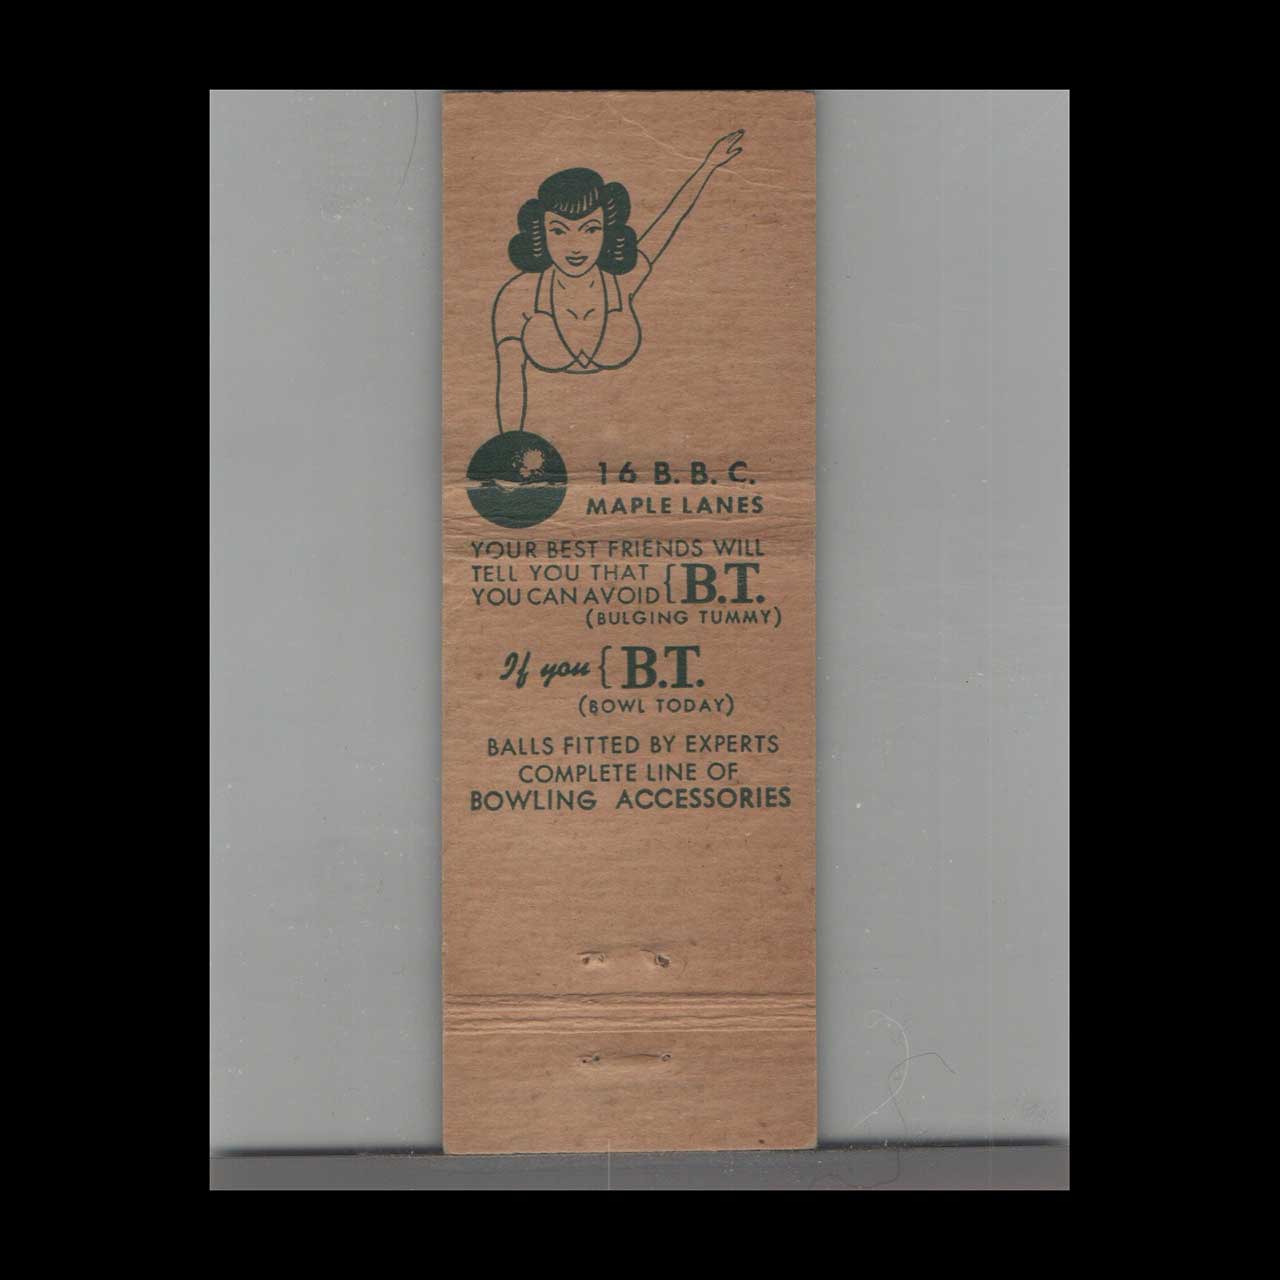 16 B. B. C.
MAPLE LANES
YOUR BEST FRIENDS WILL
TELL YOU THAT
YOU CAN AVOID { B.T.
(BULGING TUMMY)
If you { B.T.
(BOWL TODAY)
BALLS FITTED BY EXPERTS
COMPLETE LINE OF
BOWLING ACCESSORIES